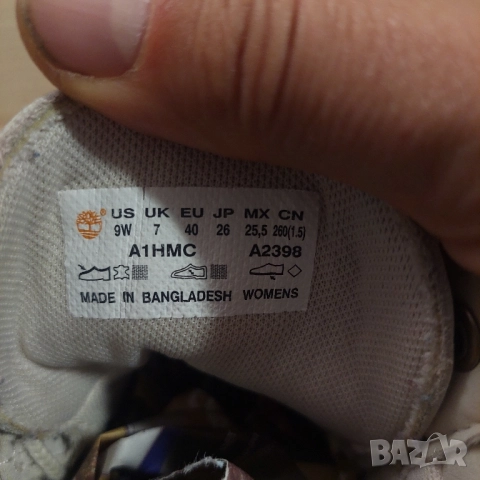 US UK EU JP MX CN
9W 7 40 26 25,5 260(1.5)
A1HMC A2398
MADE IN BANGLADESH WOMENS
BAZAR